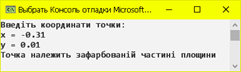 Выбрать Консоль отладки Microsoft...
Введіть координати точки:
x = -0.31
y = 0.01
Точка належить зафарбованій частині площини